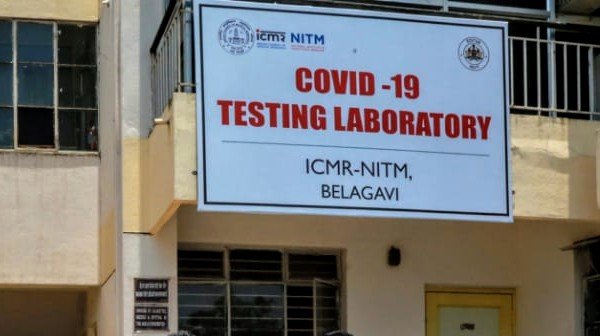 icmr NITM
COVID -19
TESTING LABORATORY
ICMR-NITM,
BELAGAVI